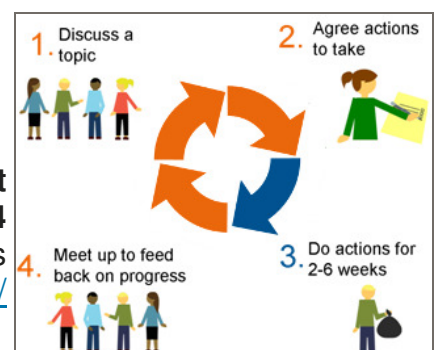 1. Discuss a
topic
2. Agree actions
to take
t
4
s
/
4. Meet up to feed
back on progress
3. Do actions for
2-6 weeks